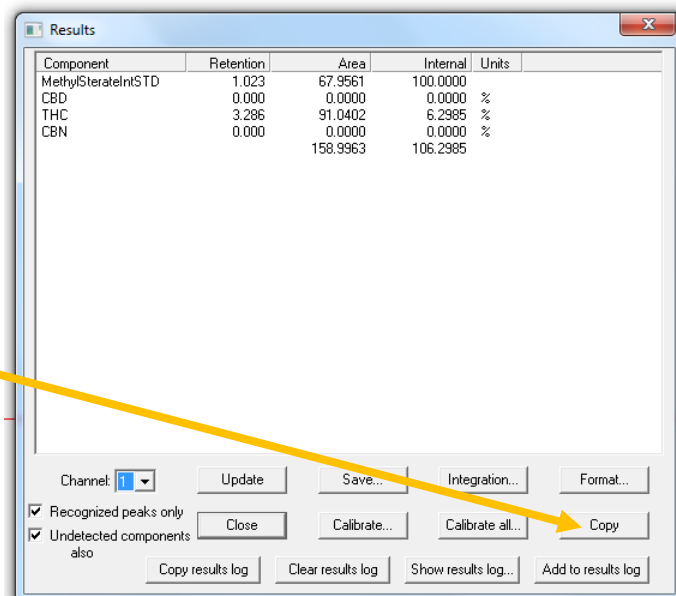 Results
Component Retention Area Internal Units
MethylSterateIntSTD 1.023 67.9561 100.0000
CBD 0.000 0.0000 0.0000 %
THC 3.286 91.0402 6.2985 %
CBN 0.000 0.0000 0.0000 %
158.9963 106.2985
Channel: 1 Update Save... Integration... Format...
Recognized peaks only
Undetected components also
Close Calibrate... Calibrate all... Copy
Copy results log Clear results log Show results log... Add to results log